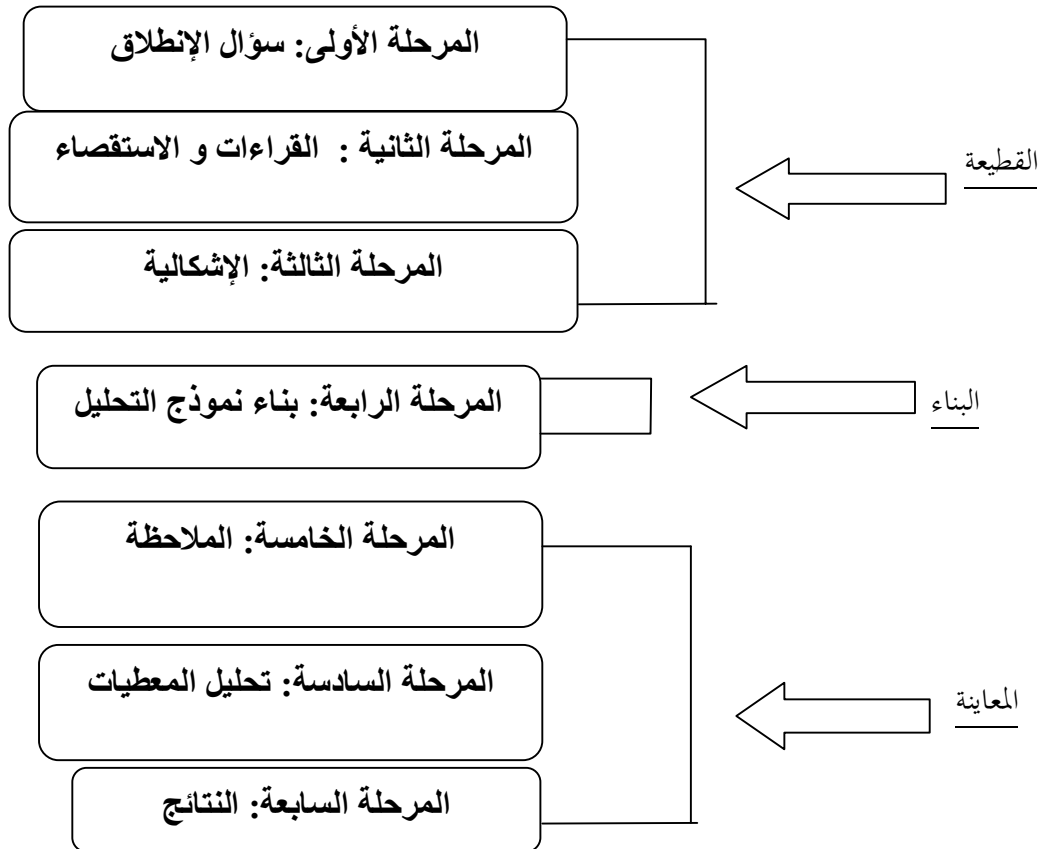 المرحلة الأولى: سؤال الإنطلاق
المرحلة الثانية : القراءات و الاستقصاء
القطيعة
المرحلة الثالثة: الإشكالية
المرحلة الرابعة: بناء نموذج التحليل
البناء
المرحلة الخامسة: الملاحظة
المرحلة السادسة: تحليل المعطيات
المعاينة
المرحلة السابعة: النتائج